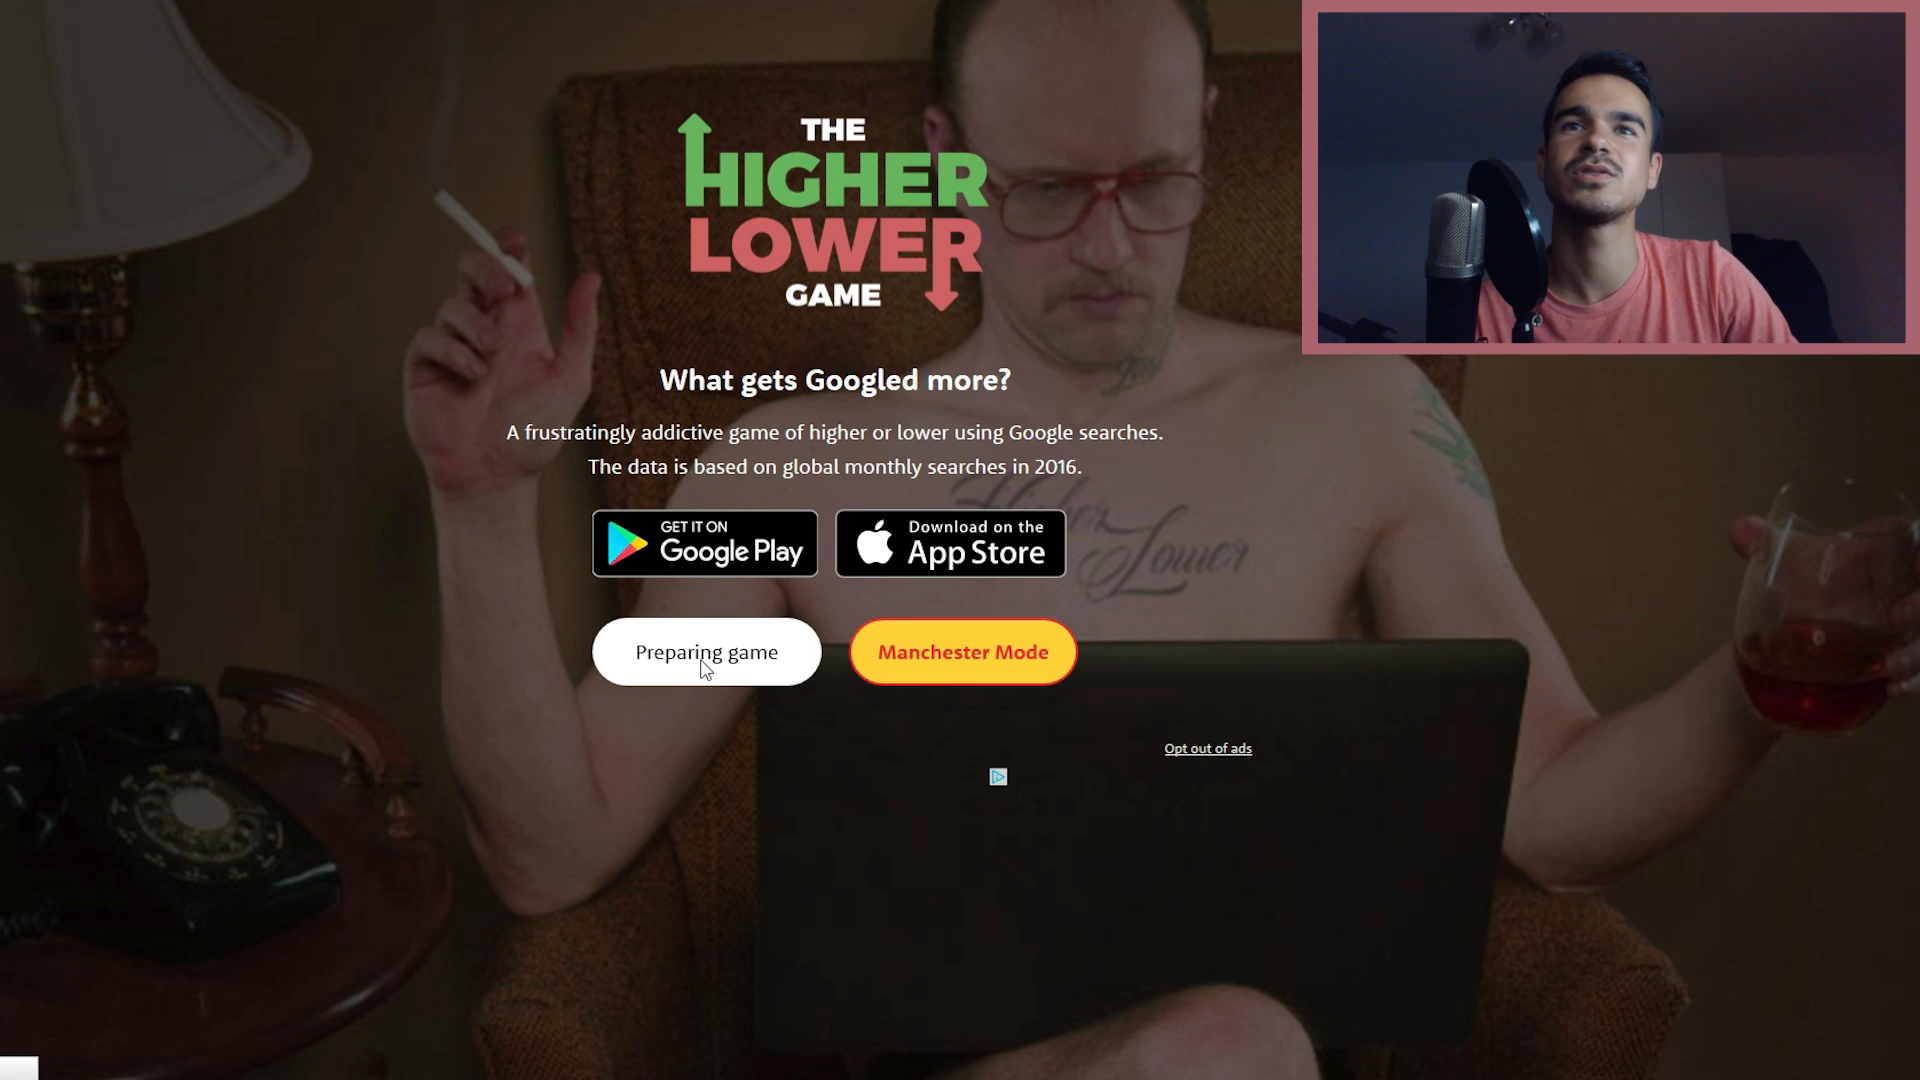 THE
HIGHER
LOWER
GAME
What gets Googled more?
A frustratingly addictive game of higher or lower using Google searches.
The data is based on global monthly searches in 2016.
GET IT ON
Google Play
Download on the
App Store
Higher
Lower
Preparing game
Manchester Mode
Opt out of ads